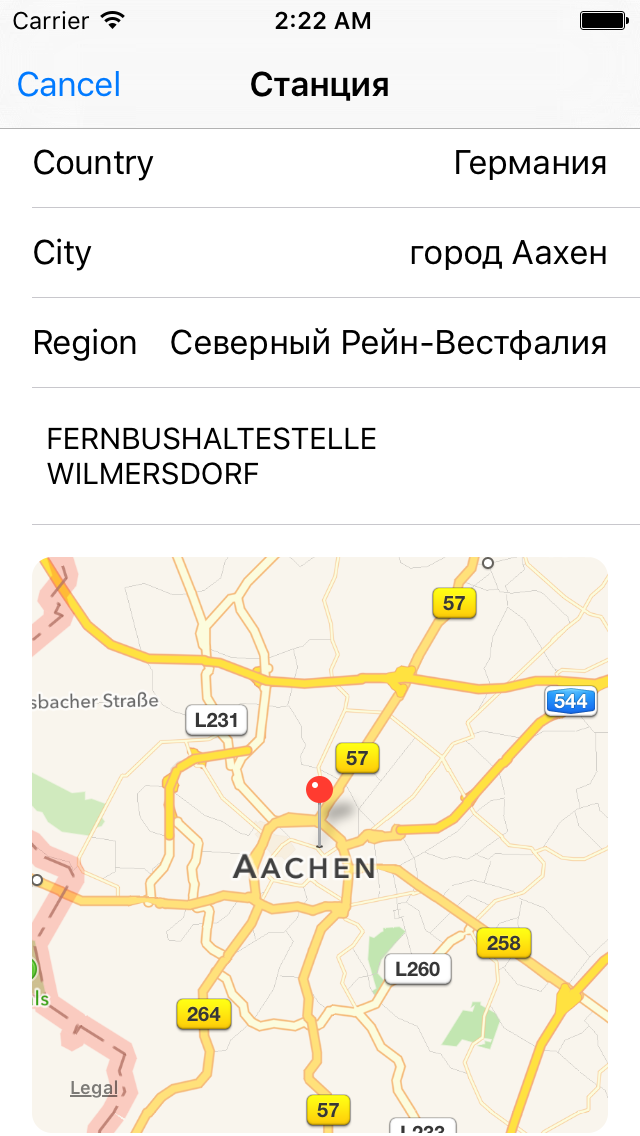 Carrier 2:22 AM
Cancel Станция
Country Германия
City город Аахен
Region Северный Рейн-Вестфалия
FERNBUSHALTESTELLE
WILMERSDORF
57
sbacher Straße
544
L231
57
AACHEN
258
L260
ls
264
Legal
57
L233